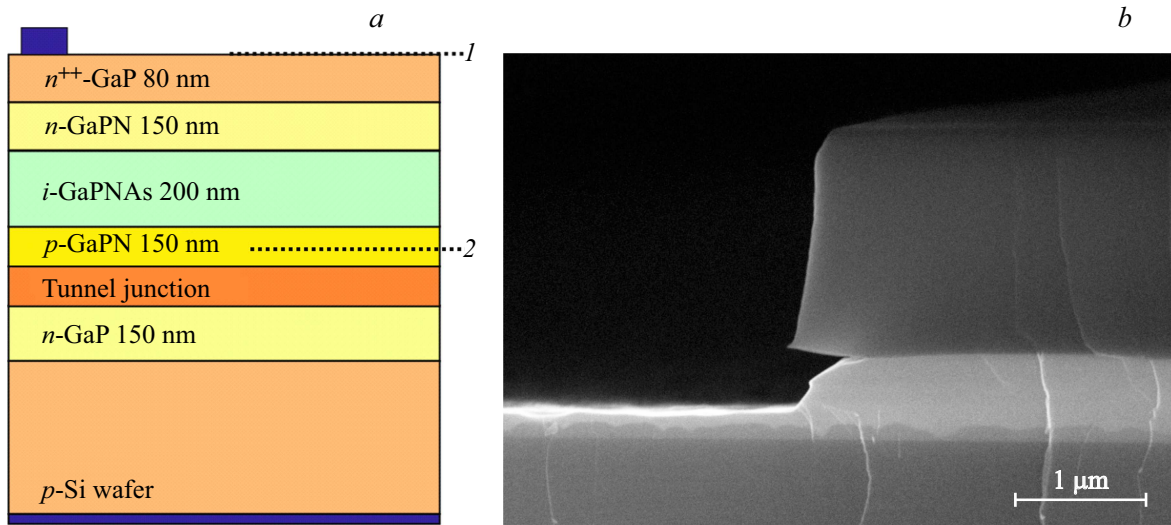 a
b
1
n++-GaP 80 nm
n-GaPN 150 nm
i-GaPNAs 200 nm
p-GaPN 150 nm
2
Tunnel junction
n-GaP 150 nm
p-Si wafer
1 μm